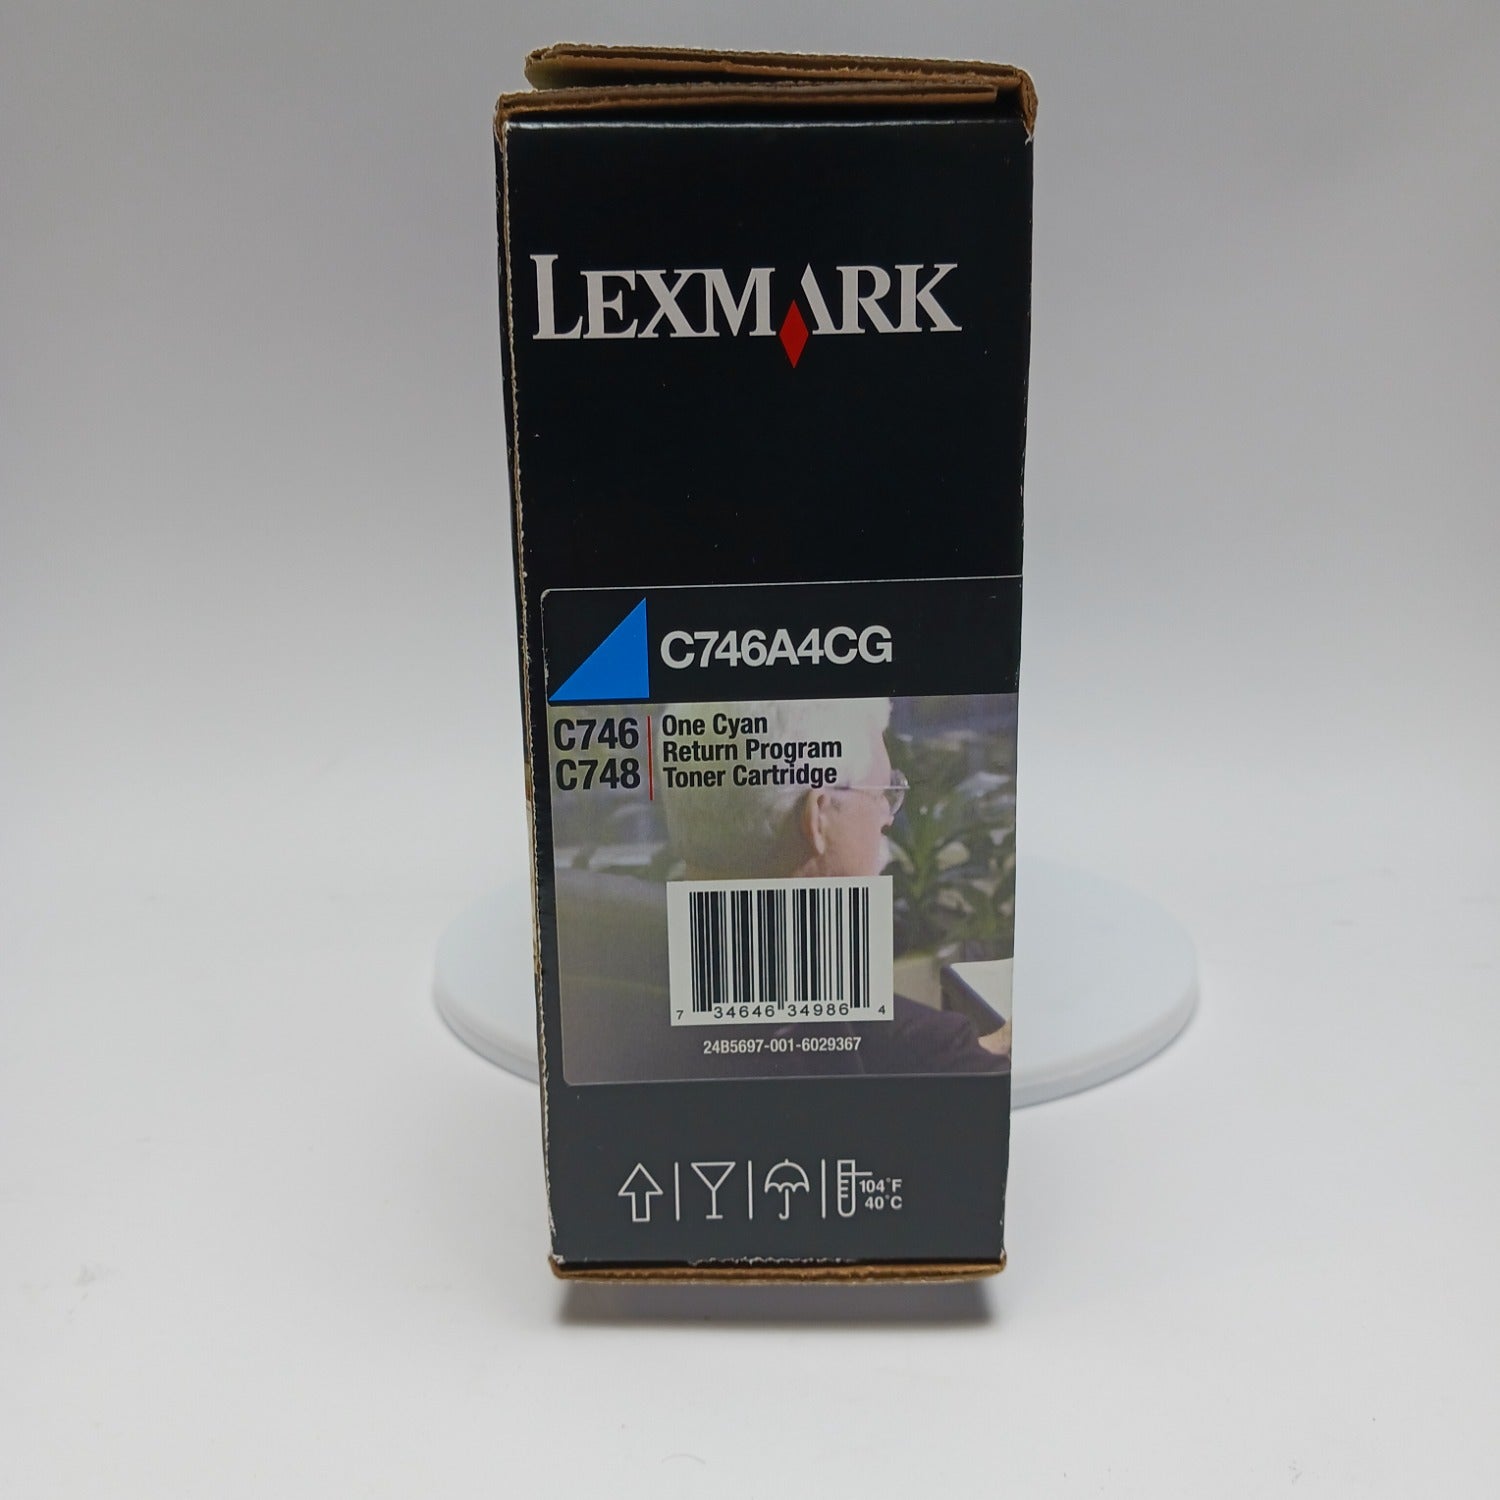 LEXMARK
C746A4CG
C746
C748
One Cyan
Return Program
Toner Cartridge
7 34646 34986 4
24B5697-001-6029367
104°F
40°C